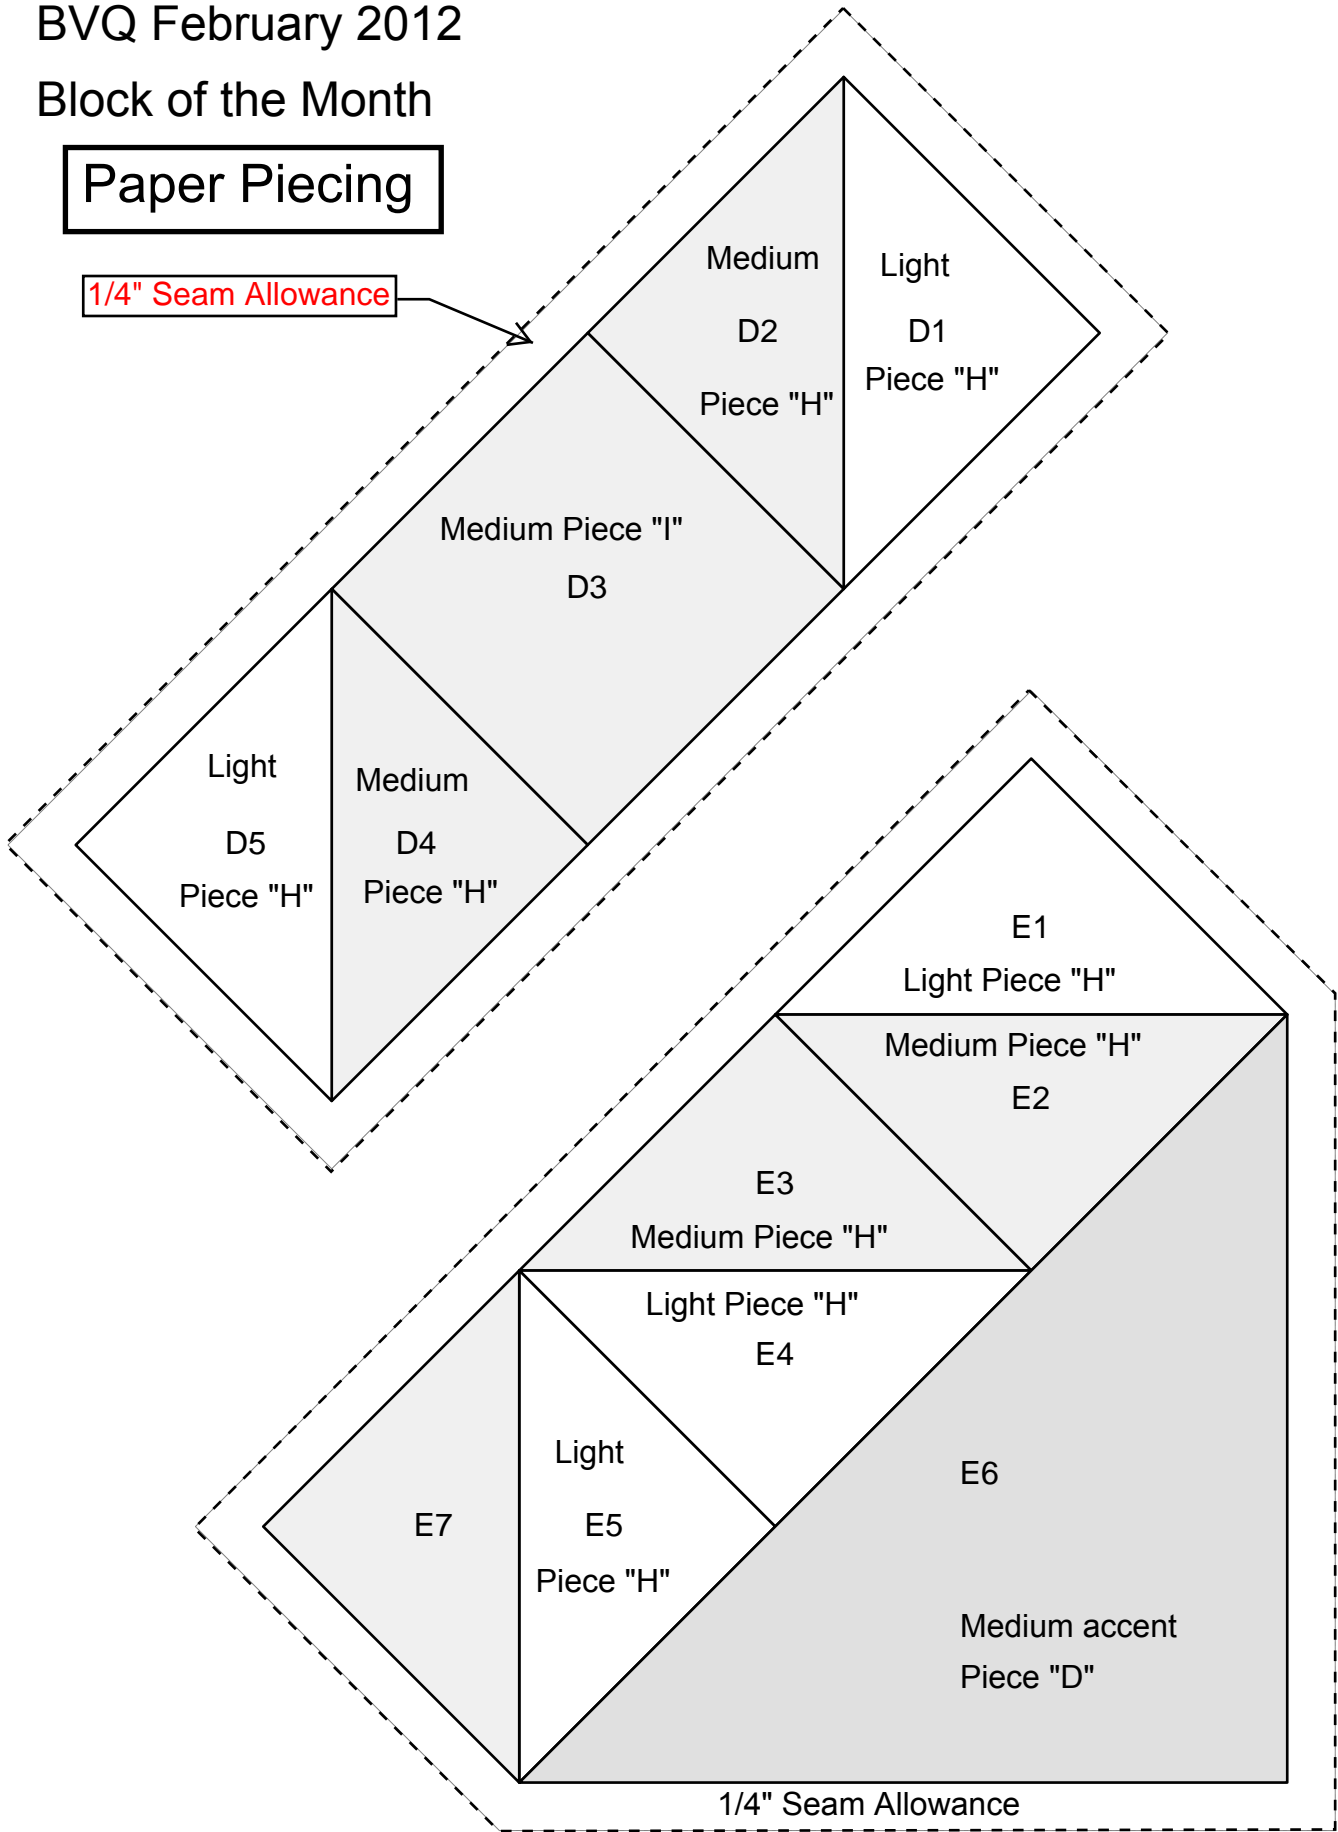 BVQ February 2012
Block of the Month
Paper Piecing
1/4" Seam Allowance
Medium
D2
Piece "H"
Light
D1
Piece "H"
Medium Piece "I"
D3
Light
D5
Piece "H"
Medium
D4
Piece "H"
E1
Light Piece "H"
Medium Piece "H"
E2
E3
Medium Piece "H"
Light Piece "H"
E4
Light
E5
Piece "H"
E7
E6
Medium accent
Piece "D"
1/4" Seam Allowance